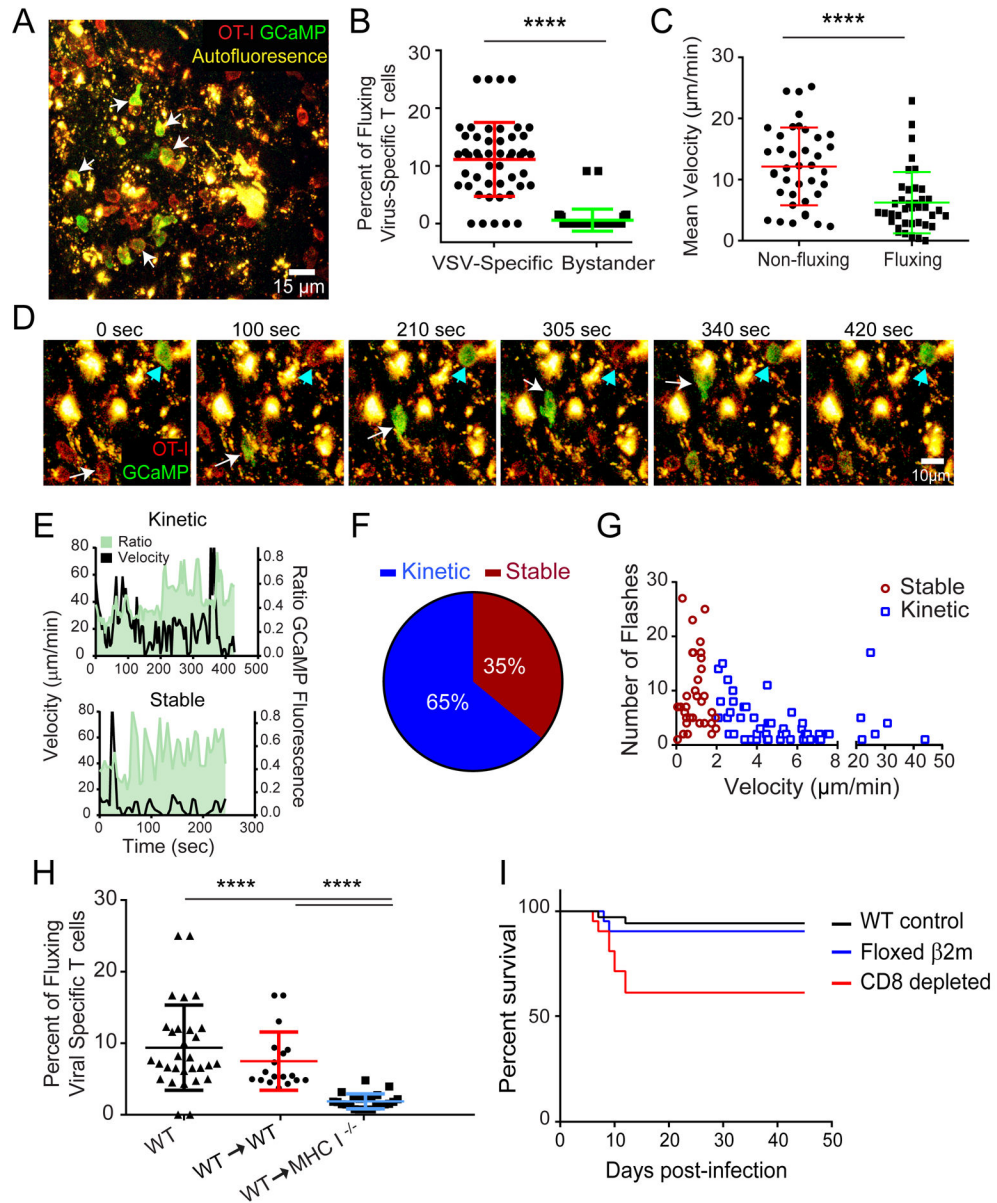 A
OT-I GCaMP
Autofluoresence
15 µm
B
****
Percent of Fluxing
Virus-Specific T cells
30
20
10
0
VSV-Specific Bystander
C
****
Mean Velocity (µm/min)
30
20
10
0
Non-fluxing Fluxing
D
0 sec 100 sec 210 sec 305 sec 340 sec 420 sec
OT-I
GCaMP
10µm
E
Kinetic
Ratio
Velocity
80
60
40
20
0
0.8
0.6
0.4
0.2
0.0
0 100 200 300 400 500
Stable
80
60
40
20
0
0.8
0.6
0.4
0.2
0.0
0 100 200 300
Velocity (µm/min)
Ratio GCaMP Fluorescence
Time (sec)
F
Kinetic Stable
35%
65%
G
Stable
Kinetic
Number of Flashes
30
20
10
0
0 2 4 6 8 20 26 32 38 44 50
Velocity (µm/min)
H
**** ****
Percent of Fluxing
Viral Specific T cells
30
20
10
0
WT
WT→WT
WT→MHC I -/-
I
Percent survival
100
50
0
0 10 20 30 40 50
Days post-infection
WT control
Floxed β2m
CD8 depleted